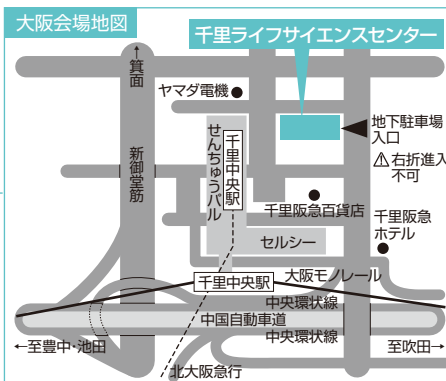 大阪会場地図
千里ライフサイエンスセンター
←箕面
ヤマダ電機
地下駐車場
入口
⚠右折進入
不可
新御堂筋
せんちゅうパル
千里中央駅
千里阪急百貨店
千里阪急
ホテル
セルシー
千里中央駅
大阪モノレール
中央環状線
中国自動車道
中央環状線
←至豊中・池田
至吹田→
北大阪急行